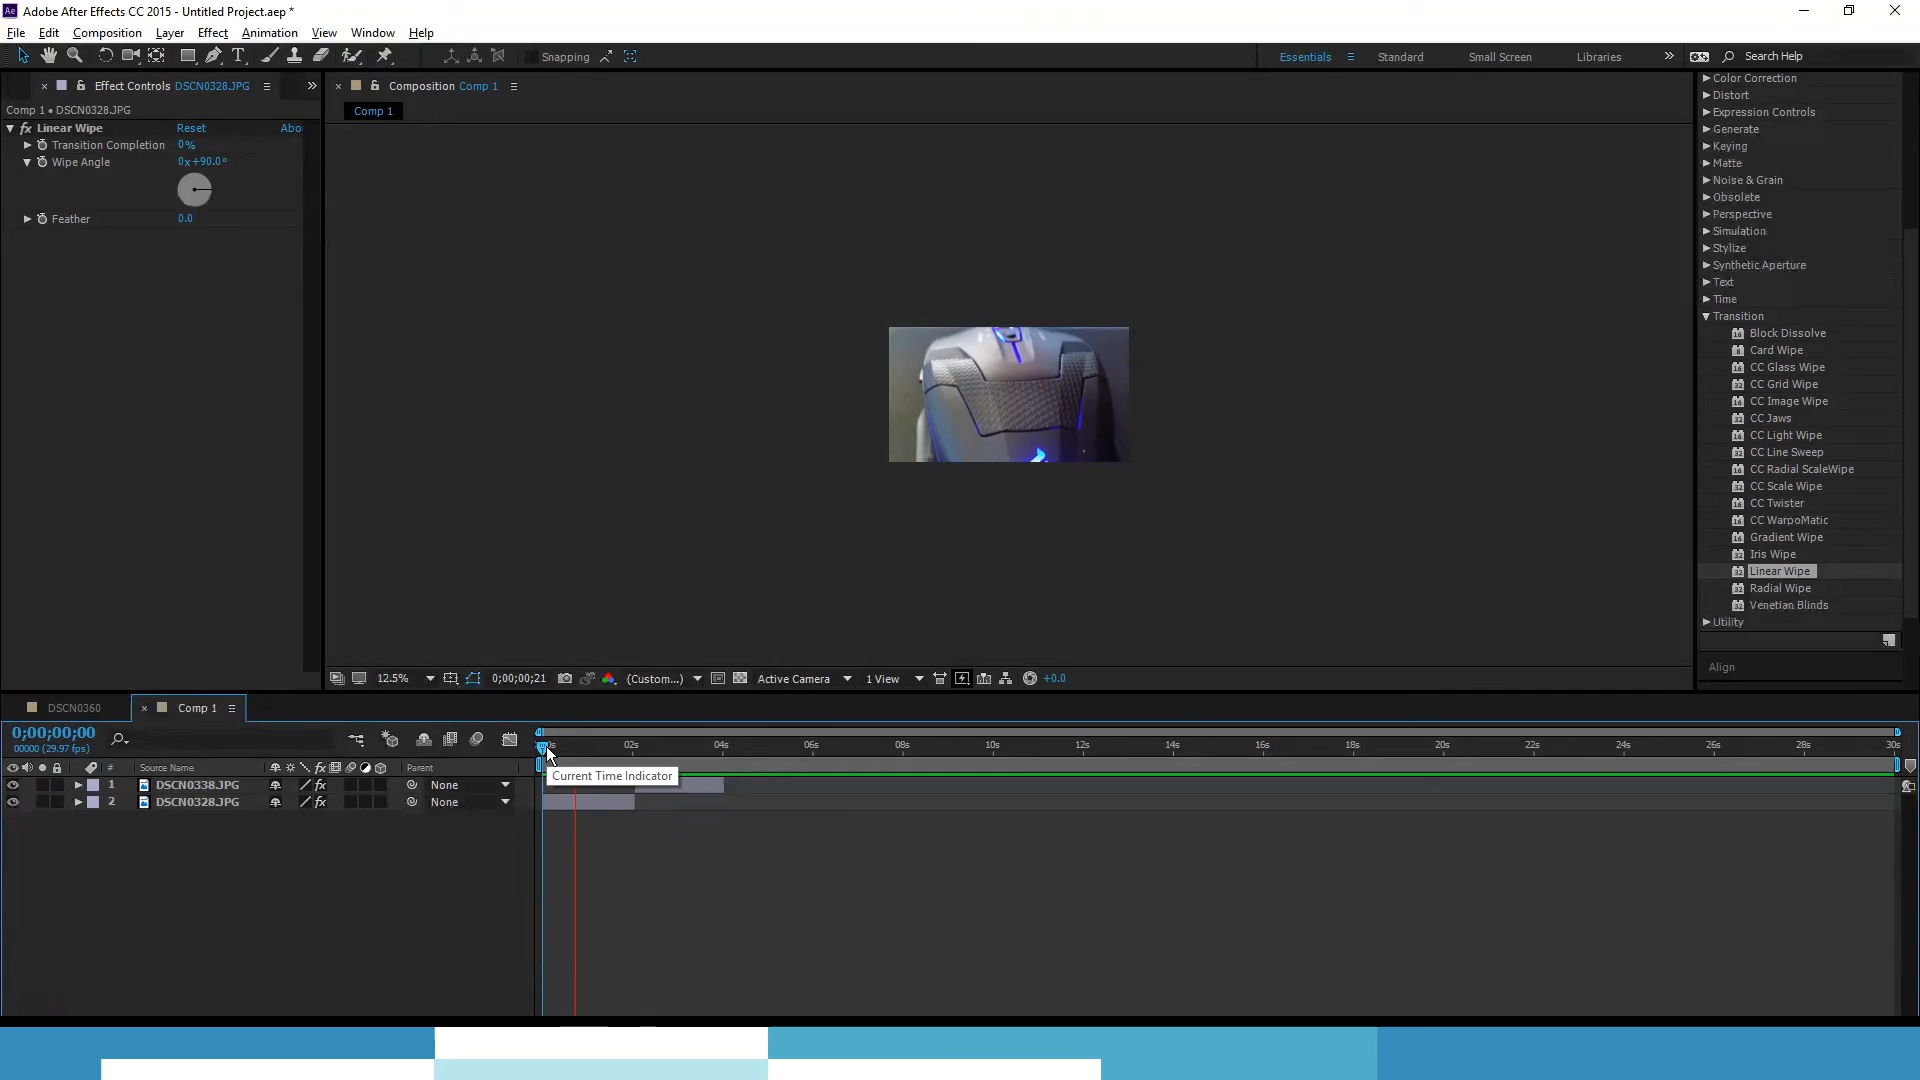 Ae Adobe After Effects CC 2015 - Untitled Project.aep *
File Edit Composition Layer Effect Animation View Window Help
T Snapping Essentials Standard Small Screen Libraries Search Help
Effect Controls DSCN0328.JPG
Comp 1 • DSCN0328.JPG
fx Linear Wipe Reset Abo
Transition Completion 0%
Wipe Angle 0x+90.0°
Feather 0.0
Composition Comp 1
Comp 1
Color Correction
Distort
Expression Controls
Generate
Keying
Matte
Noise & Grain
Obsolete
Perspective
Simulation
Stylize
Synthetic Aperture
Text
Time
Transition
Block Dissolve
Card Wipe
CC Glass Wipe
CC Grid Wipe
CC Image Wipe
CC Jaws
CC Light Wipe
CC Line Sweep
CC Radial ScaleWipe
CC Scale Wipe
CC Twister
CC WarpoMatic
Gradient Wipe
Iris Wipe
Linear Wipe
Radial Wipe
Venetian Blinds
Utility
Align
12.5% 0;00;00;21 (Custom...) Active Camera 1 View +0.0
DSCN0360 Comp 1
0;00;00;00
00000 (29.97 fps)
02s 04s 06s 08s 10s 12s 14s 16s 18s 20s 22s 24s 26s 28s 30s
# Source Name fx Parent
Current Time Indicator
1 DSCN0338.JPG fx None
2 DSCN0328.JPG fx None